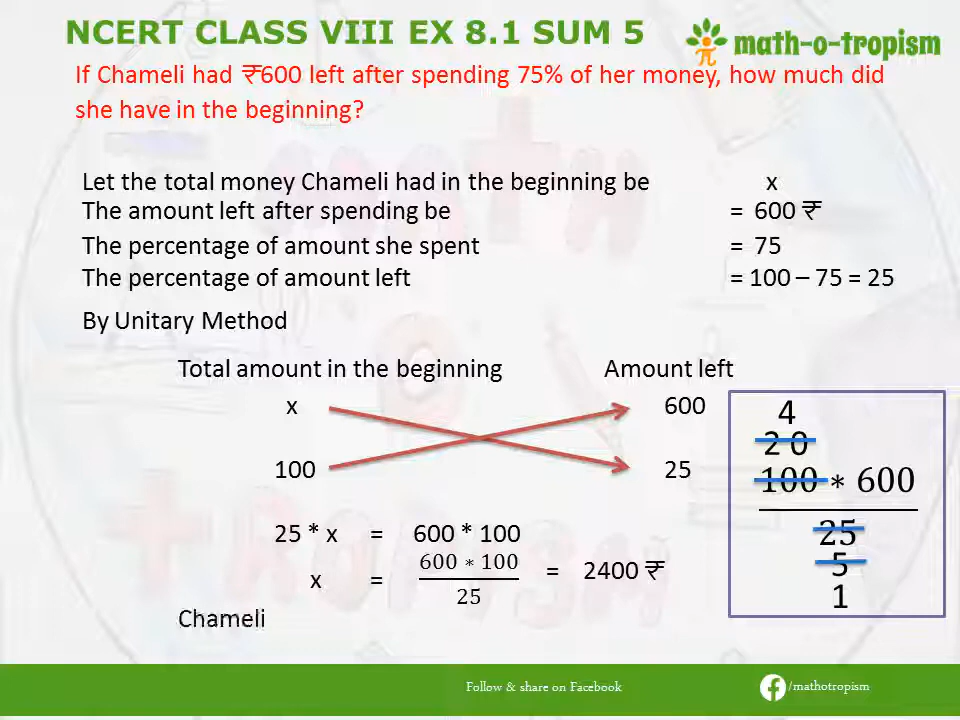 NCERT CLASS VIII EX 8.1 SUM 5
math-o-tropism
If Chameli had ₹600 left after spending 75% of her money, how much did
she have in the beginning?
Let the total money Chameli had in the beginning be x
The amount left after spending be = 600 ₹
The percentage of amount she spent = 75
The percentage of amount left = 100 – 75 = 25
By Unitary Method
Total amount in the beginning Amount left
x 600
100 25
25 * x = 600 * 100
x = 600 * 100 / 25 = 2400 ₹
Chameli
4
2 0
100 * 600
25
5
1
Follow & share on Facebook
/mathotropism